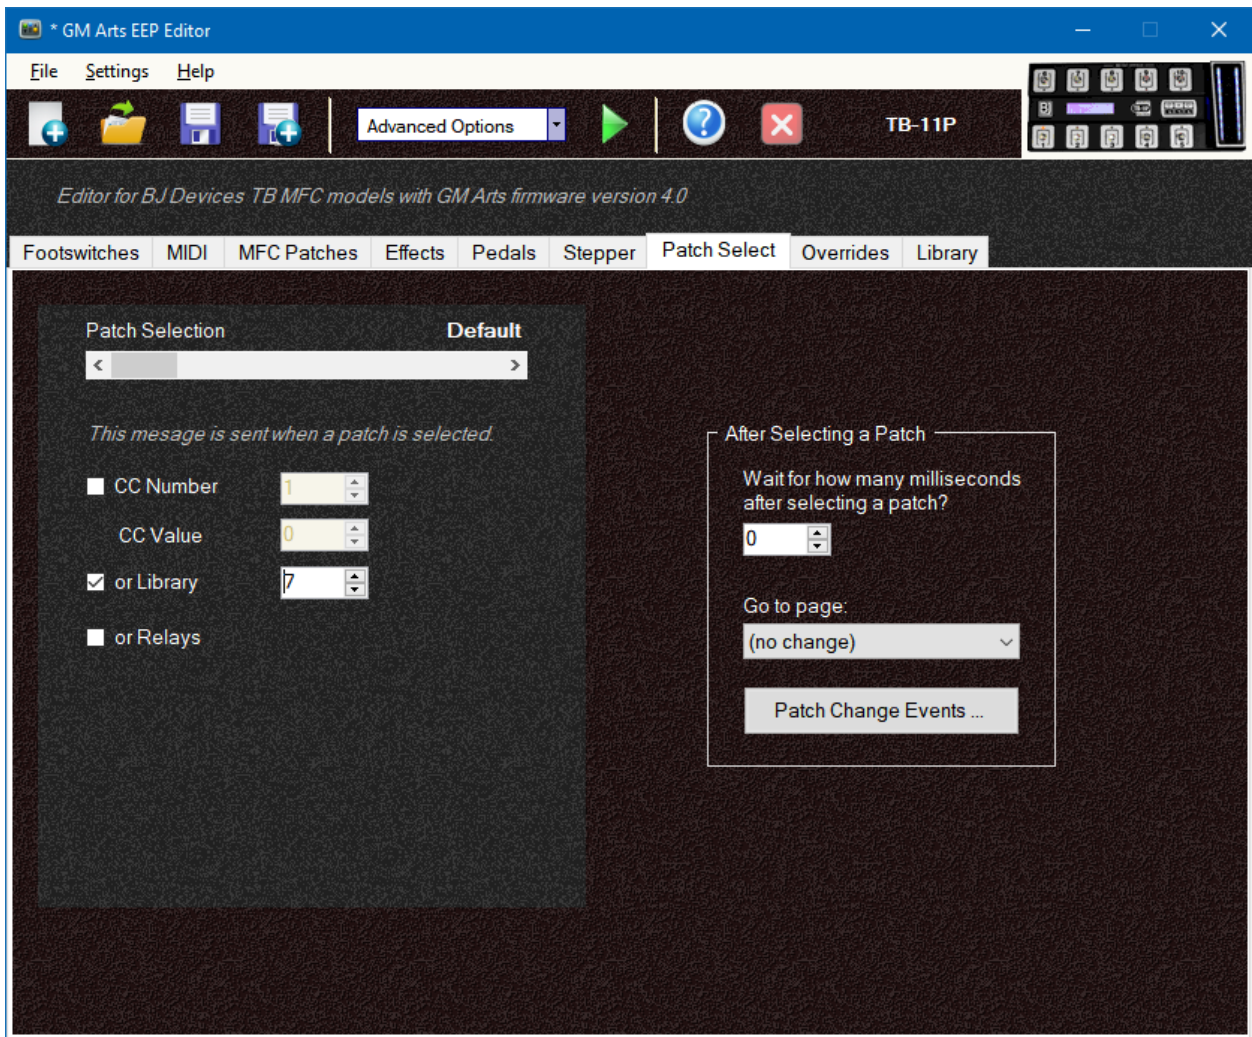 * GM Arts EEP Editor
File Settings Help
Advanced Options
TB-11P
BJ
Editor for BJ Devices TB MFC models with GM Arts firmware version 4.0
Footswitches MIDI MFC Patches Effects Pedals Stepper Patch Select Overrides Library
Patch Selection Default
This message is sent when a patch is selected.
CC Number 1
CC Value 0
or Library 7
or Relays
After Selecting a Patch
Wait for how many milliseconds
after selecting a patch?
0
Go to page:
(no change)
Patch Change Events ...